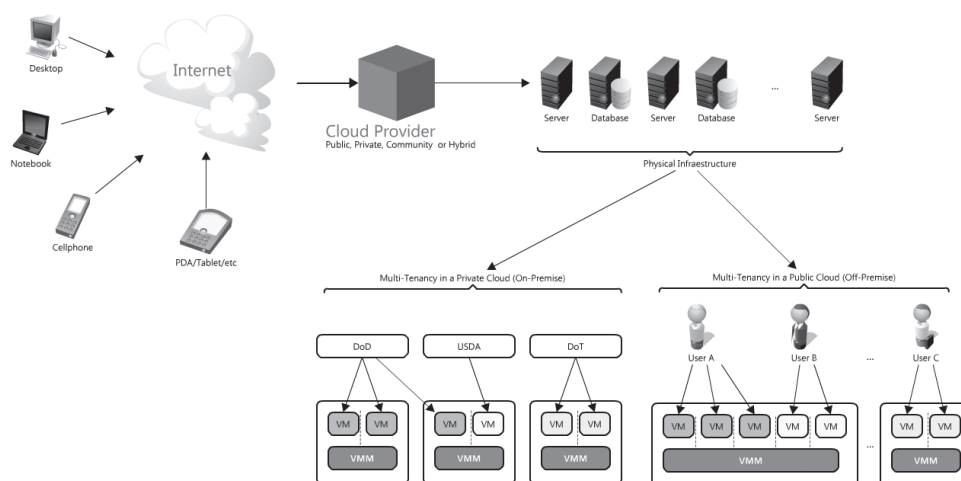 Desktop
Internet
Notebook
Cellphone
PDA/Tablet/etc
Cloud Provider
Public, Private, Community or Hybrid
Server Database Server Database ... Server
Physical Infraestructure
Multi-Tenancy in a Private Cloud (On-Premise)
DoD USDA DoT
VM VM VM VM VM VM
VMM VMM VMM
Multi-Tenancy in a Public Cloud (Off-Premise)
User A User B ... User C
VM VM VM VM VM ... VM VM
VMM VMM